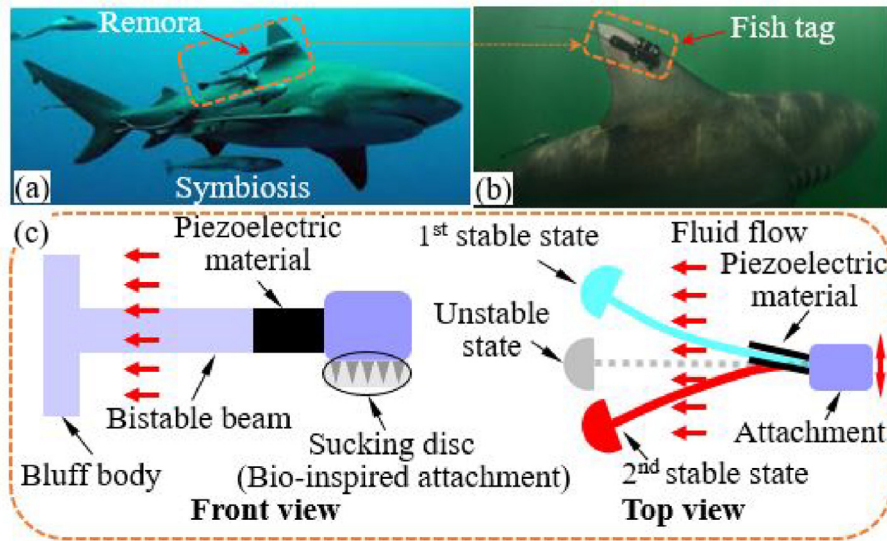 Remora
Fish tag
(a)
Symbiosis
(b)
(c)
Piezoelectric
material
Bistable beam
Bluff body
Sucking disc
(Bio-inspired attachment)
Front view
1st stable state
Fluid flow
Piezoelectric
material
Unstable
state
Attachment
2nd stable state
Top view